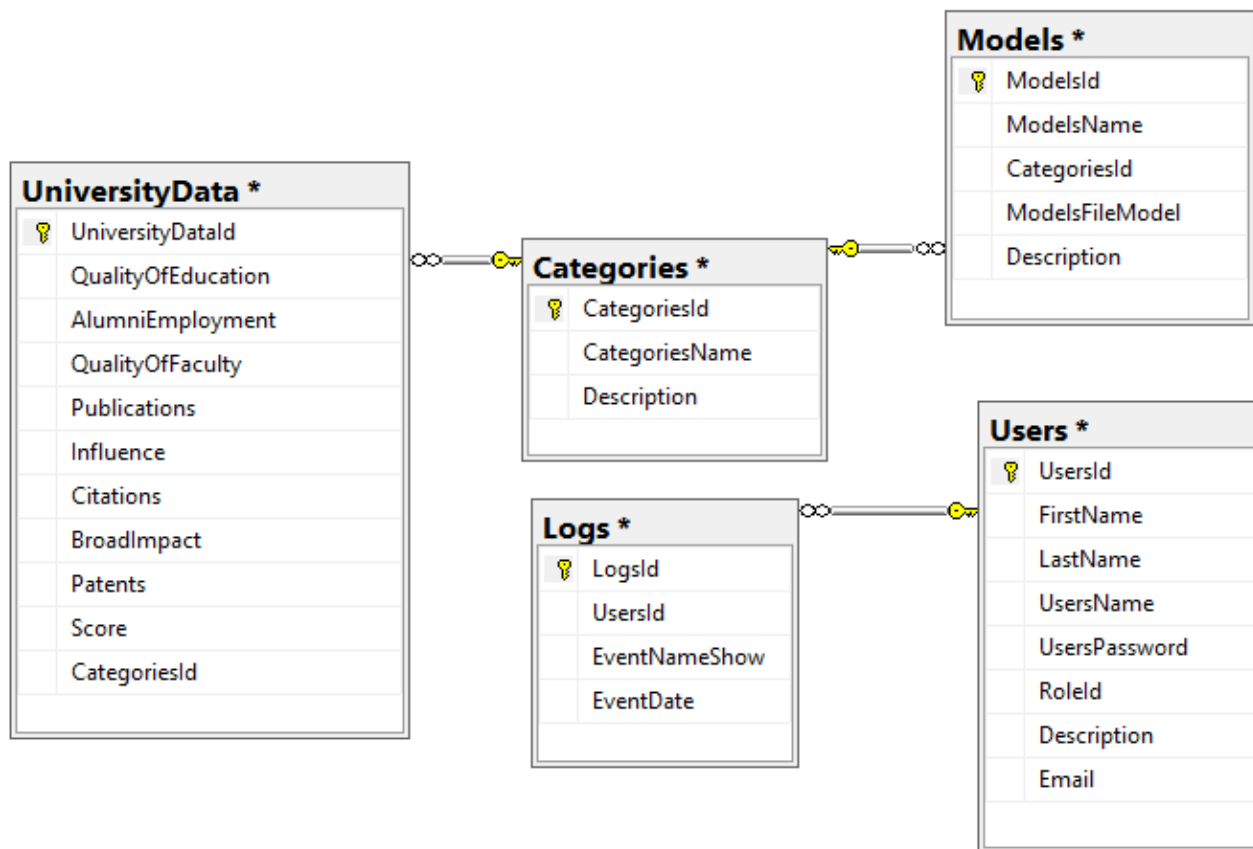 Models *
ModelsId
ModelsName
CategoriesId
ModelsFileModel
Description
UniversityData *
UniversityDataId
QualityOfEducation
AlumniEmployment
QualityOfFaculty
Publications
Influence
Citations
BroadImpact
Patents
Score
CategoriesId
Categories *
CategoriesId
CategoriesName
Description
Logs *
LogsId
UsersId
EventNameShow
EventDate
Users *
UsersId
FirstName
LastName
UsersName
UsersPassword
RoleId
Description
Email